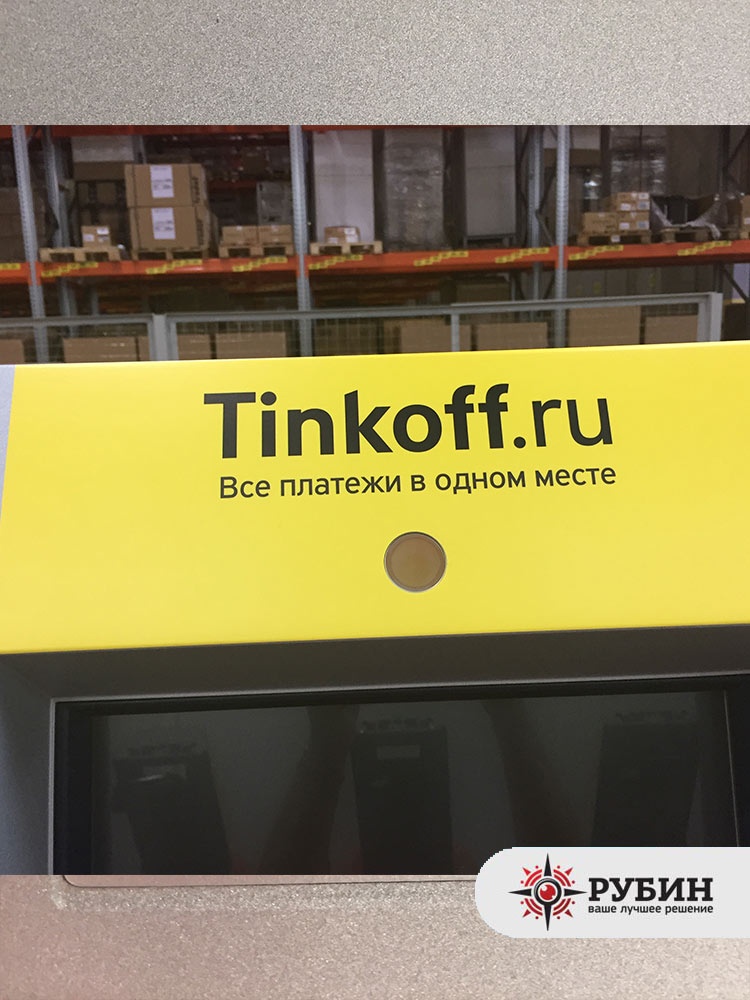 Tinkoff.ru
Все платежи в одном месте
РУБИН
ваше лучшее решение